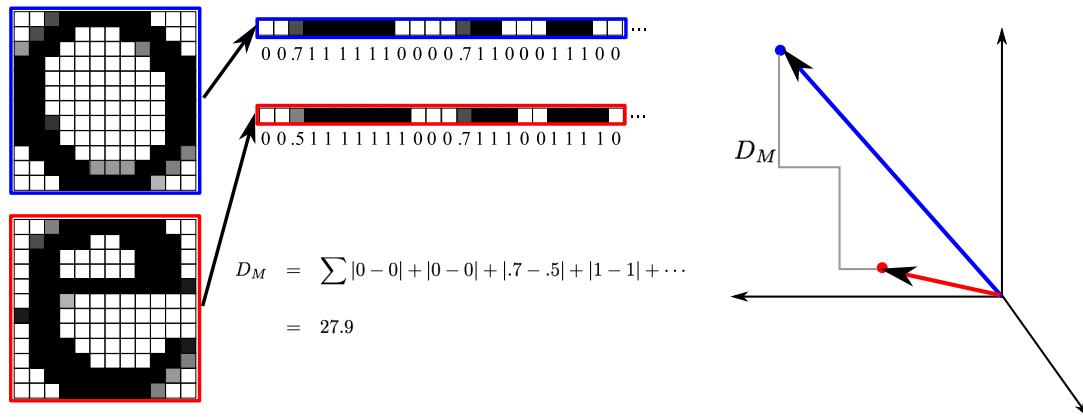 0 0 .7 1 1 1 1 1 1 0 0 0 0 .7 1 1 0 0 1 1 1 0 0
...
0 0 .5 1 1 1 1 1 1 1 0 0 0 .7 1 1 1 0 0 1 1 1 1 0
...
D_M
D_M = ∑ |0 − 0| + |0 − 0| + |.7 − .5| + |1 − 1| + ⋯
= 27.9